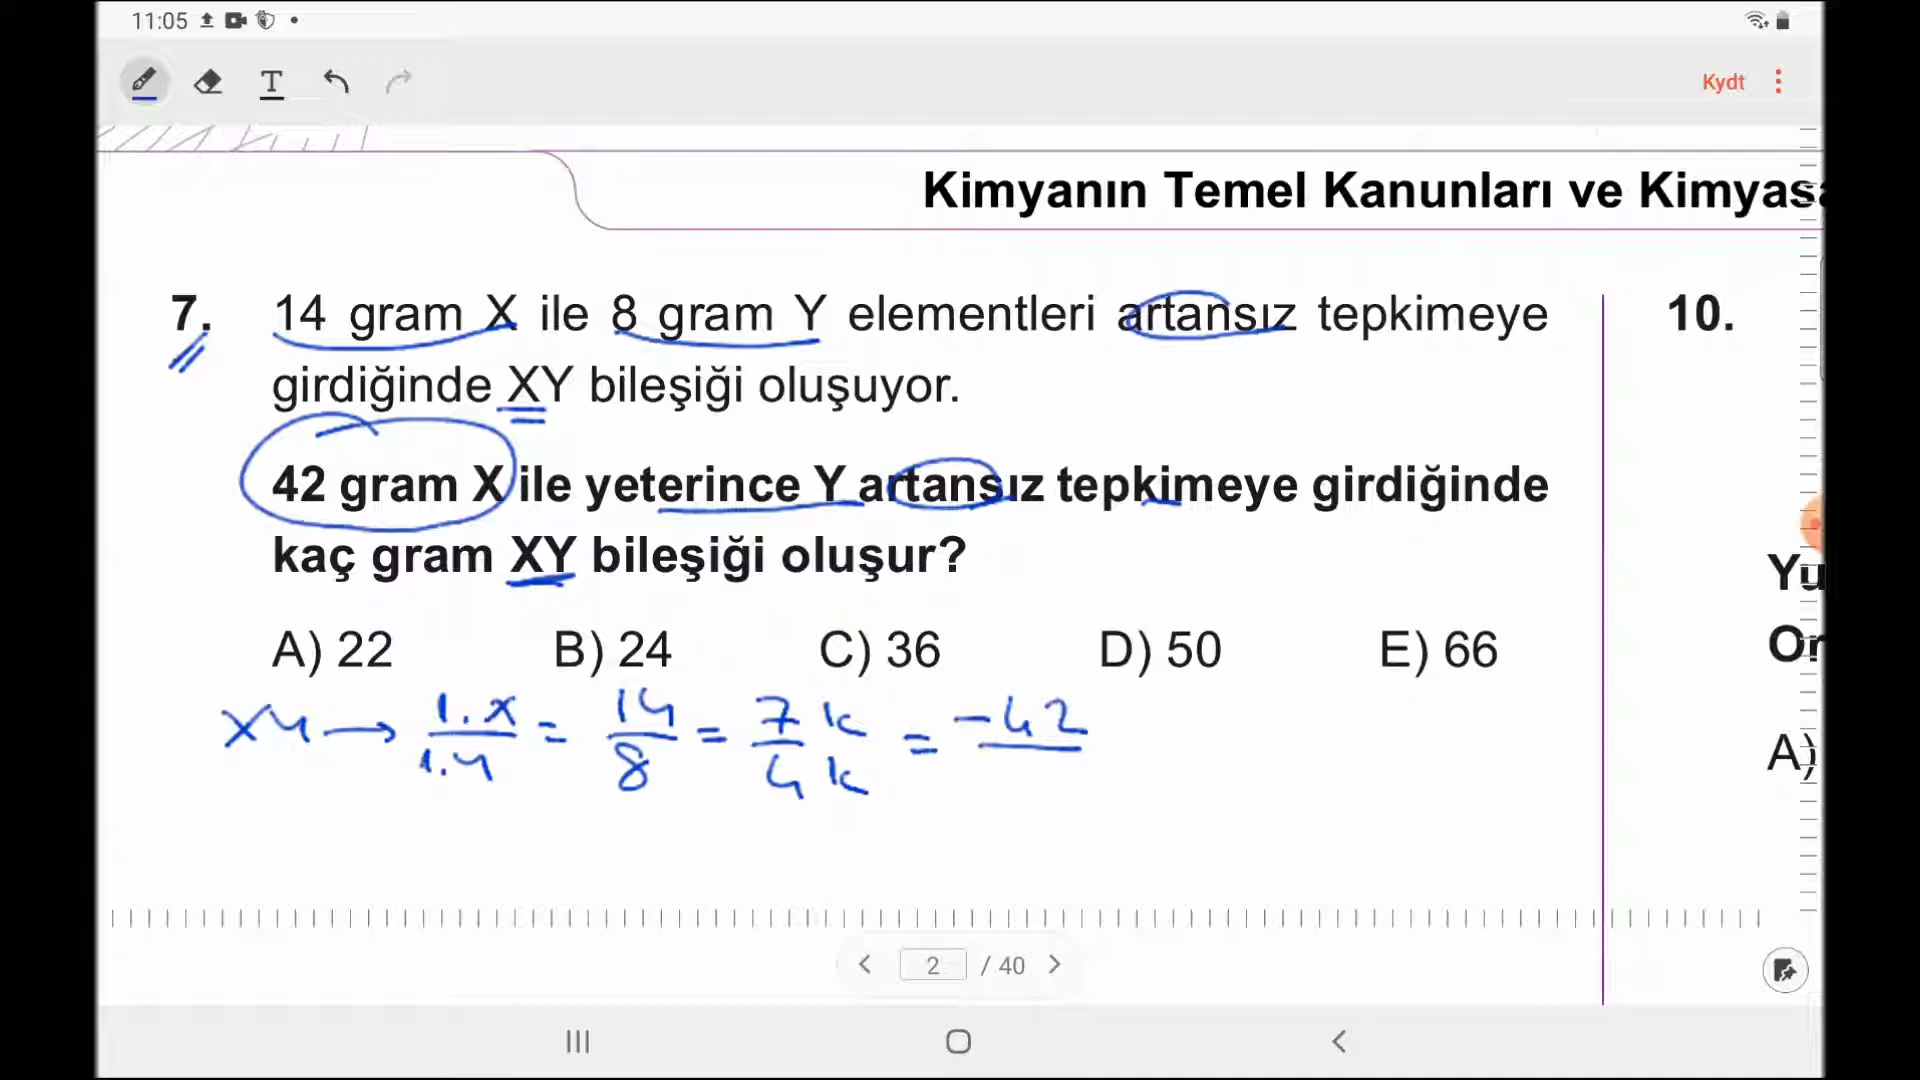 11:05
T
Kydt
Kimyanın Temel Kanunları ve Kimyasa
7. 14 gram X ile 8 gram Y elementleri artansız tepkimeye
girdiğinde XY bileşiği oluşuyor.
42 gram X ile yeterince Y artansız tepkimeye girdiğinde
kaç gram XY bileşiği oluşur?
A) 22 B) 24 C) 36 D) 50 E) 66
XY → 1.X/1.Y = 14/8 = 7k/4k = -42
10.
Yu
Or
A)
2 / 40